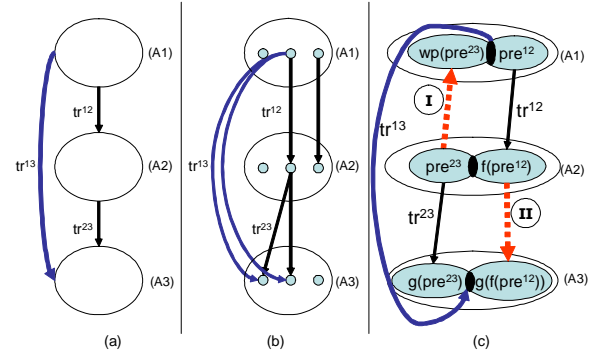 (A1)
tr¹²
tr¹³
(A2)
tr²³
(A3)
(a)
(A1)
tr¹²
tr¹³
(A2)
tr²³
(A3)
(b)
wp(pre²³)
pre¹²
(A1)
I
tr¹²
tr¹³
pre²³
f(pre¹²)
(A2)
tr²³
II
g(pre²³)
g(f(pre¹²))
(A3)
(c)